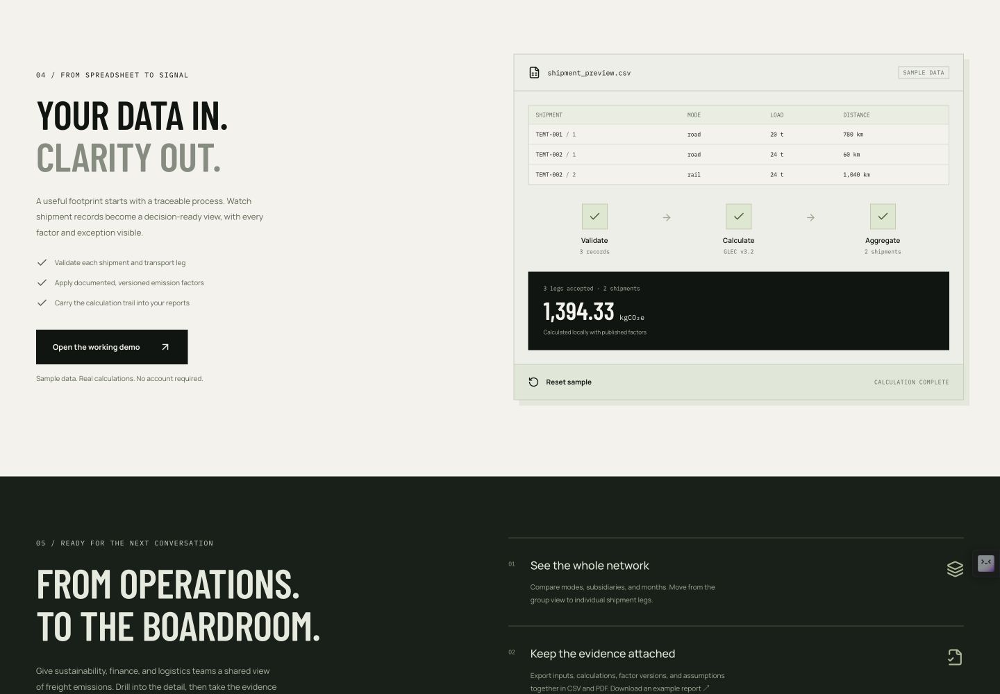 04 / FROM SPREADSHEET TO SIGNAL
YOUR DATA IN.
CLARITY OUT.
A useful footprint starts with a traceable process. Watch
shipment records become a decision-ready view, with every
factor and exception visible.
Validate each shipment and transport leg
Apply documented, versioned emission factors
Carry the calculation trail into your reports
Open the working demo
Sample data. Real calculations. No account required.
shipment_preview.csv
SAMPLE DATA
SHIPMENT MODE LOAD DISTANCE
TEMT-001 / 1 road 20 t 780 km
TEMT-002 / 1 road 24 t 60 km
TEMT-002 / 2 rail 24 t 1,040 km
Validate Calculate Aggregate
3 records GLEC v3.2 2 shipments
3 legs accepted · 2 shipments
1,394.33 kgCO₂e
Calculated locally with published factors
Reset sample
CALCULATION COMPLETE
05 / READY FOR THE NEXT CONVERSATION
FROM OPERATIONS.
TO THE BOARDROOM.
Give sustainability, finance, and logistics teams a shared view
of freight emissions. Drill into the detail, then take the evidence
01 See the whole network
Compare modes, subsidiaries, and months. Move from the
group view to individual shipment legs.
02 Keep the evidence attached
Export inputs, calculations, factor versions, and assumptions
together in CSV and PDF. Download an example report ↗